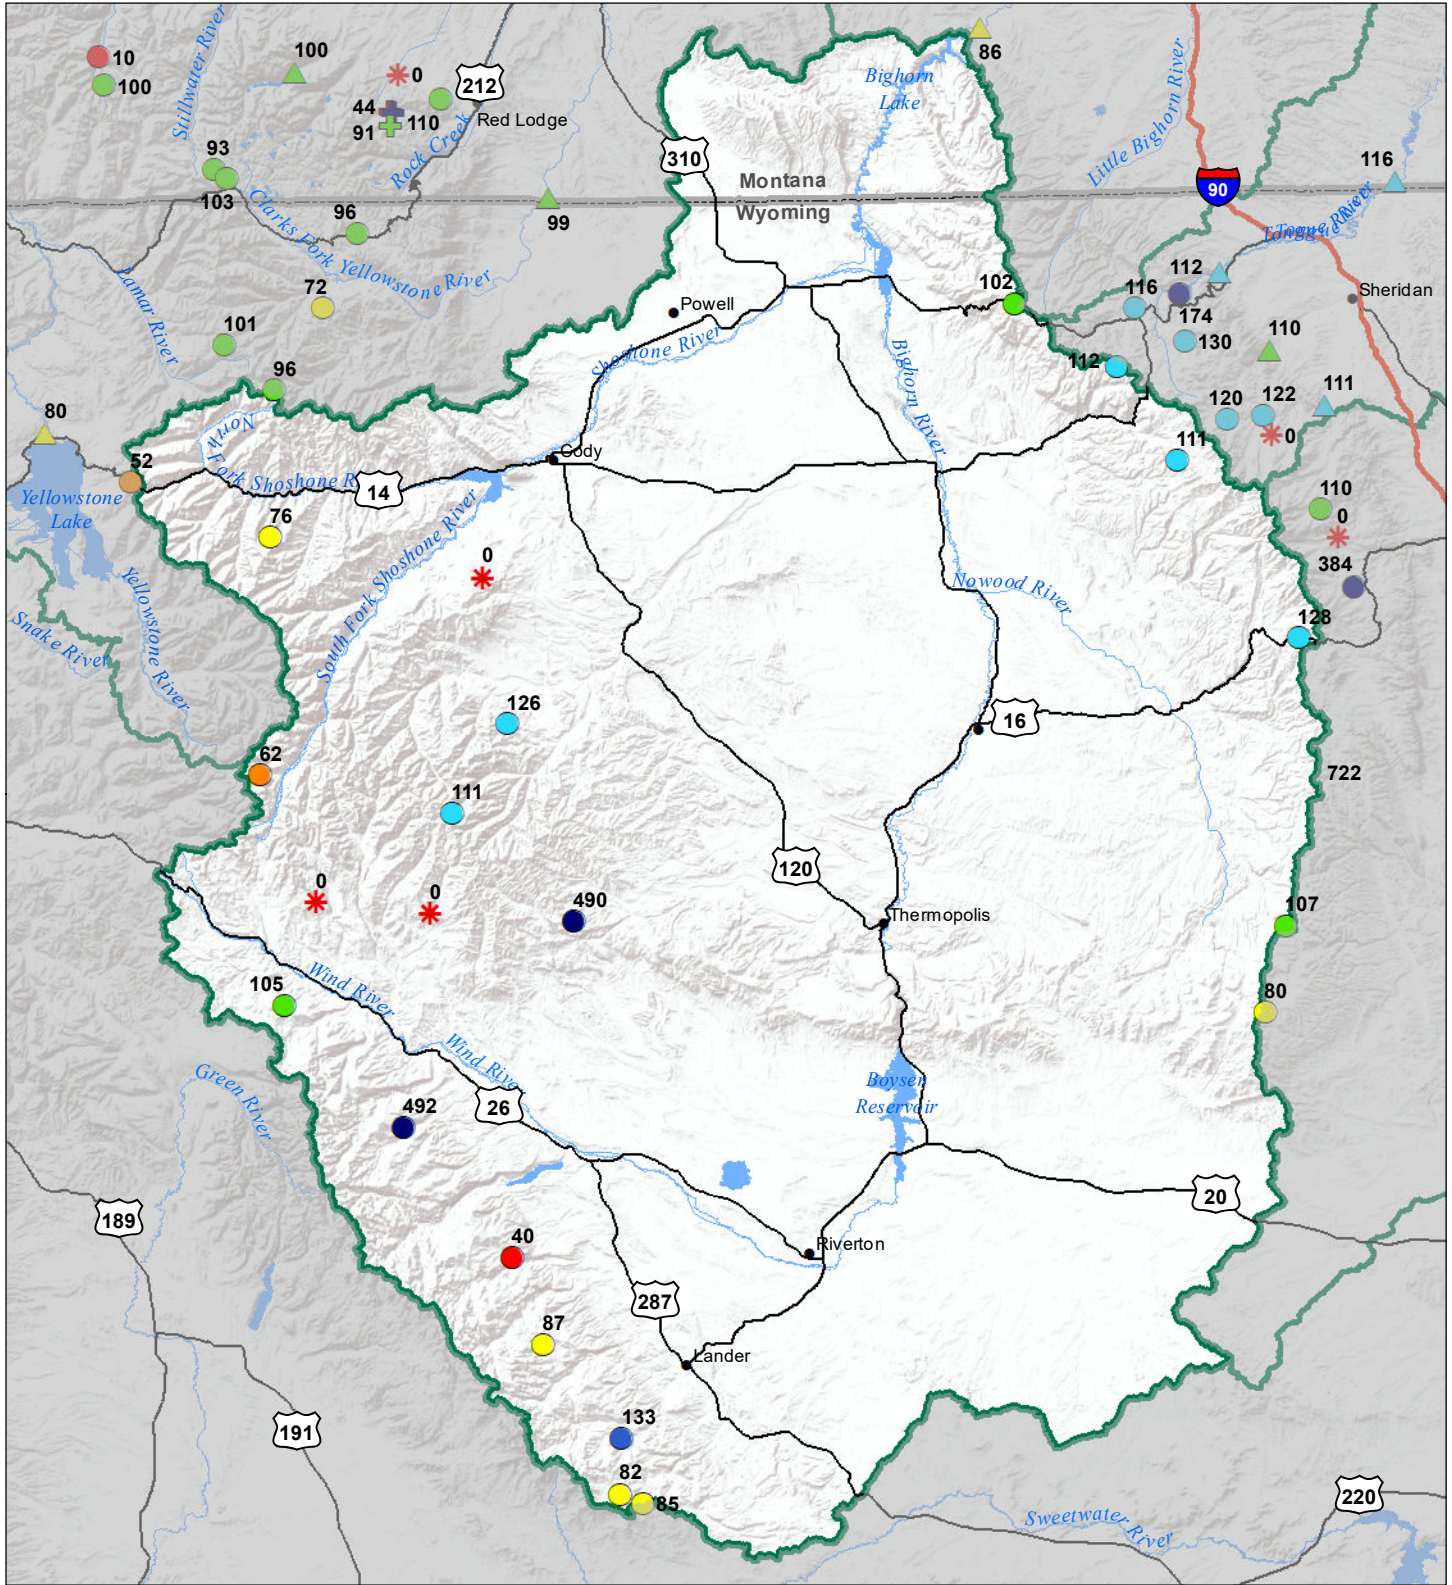 86
10
100
100
0
212
44
91
110
Red Lodge
Stillwater River
Rock Creek
Bighorn
Lake
Little Bighorn River
310
Montana
Wyoming
90
116
93
103
Clarks Fork Yellowstone River
96
99
Tongue River
Tongue River
Lamar River
72
101
96
Powell
Shoshone River
Bighorn River
102
116
112
174
130
110
Sheridan
112
120
122
111
0
111
80
52
Yellowstone
Lake
North
Fork Shoshone R
14
Cody
76
South Fork Shoshone River
0
110
0
384
128
Nowood River
Yellowstone River
Snake River
126
16
62
722
111
120
0
0
490
Thermopolis
107
105
Wind River
80
Wind River
Green River
Boysen
Reservoir
26
492
189
20
40
Riverton
287
87
Lander
191
133
82
85
220
Sweetwater River